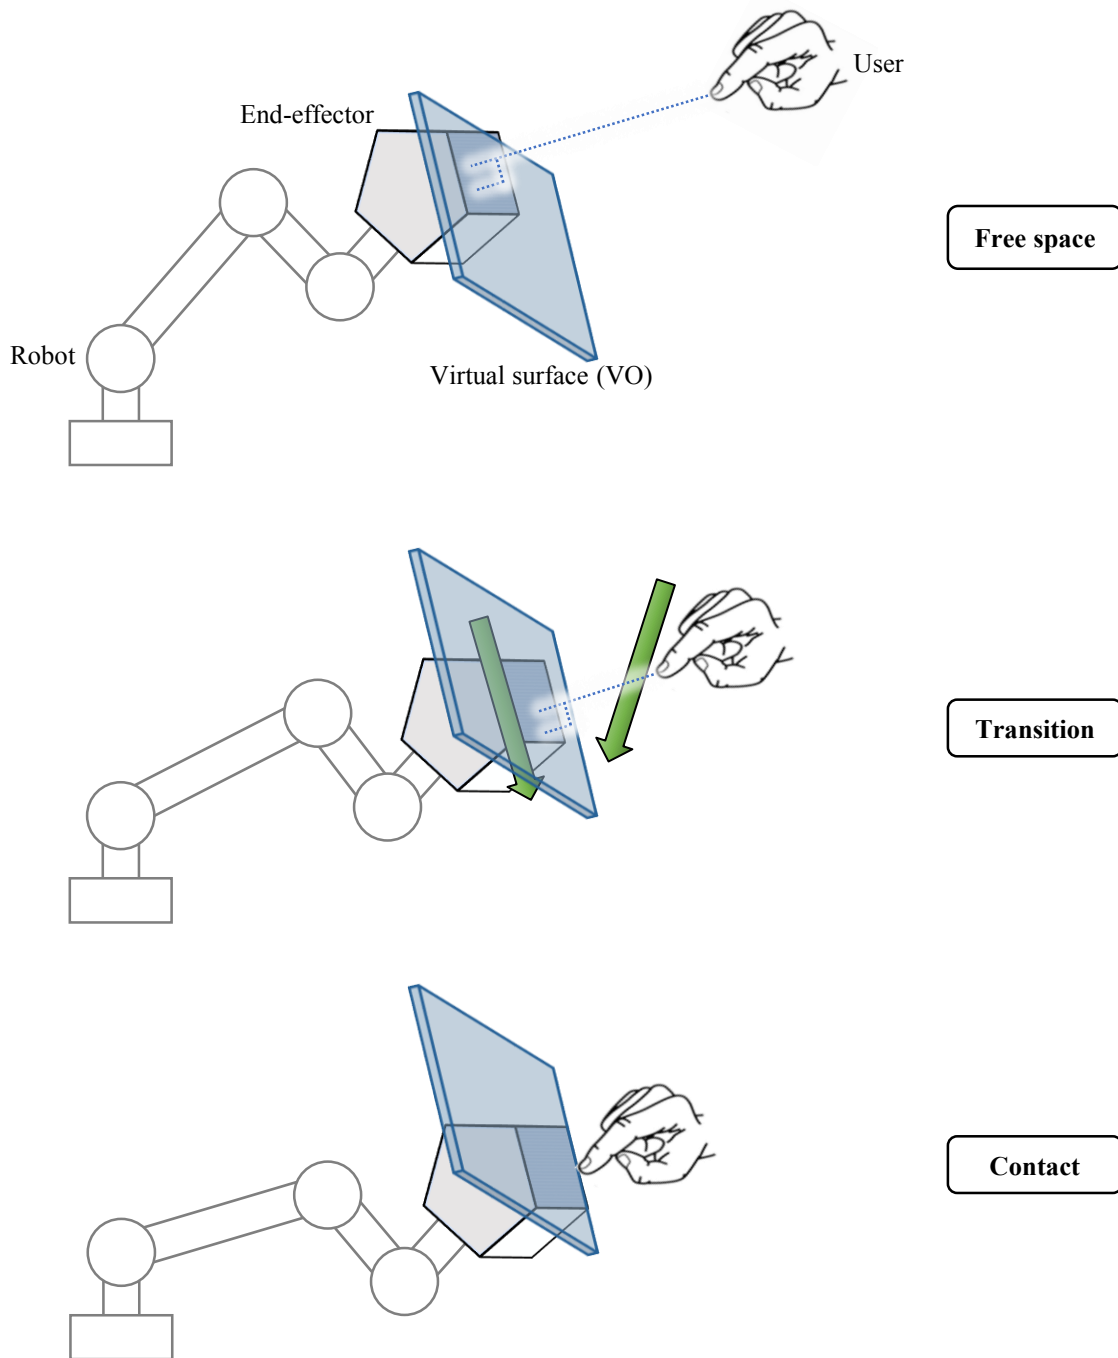 User
End-effector
Free space
Robot
Virtual surface (VO)
Transition
Contact